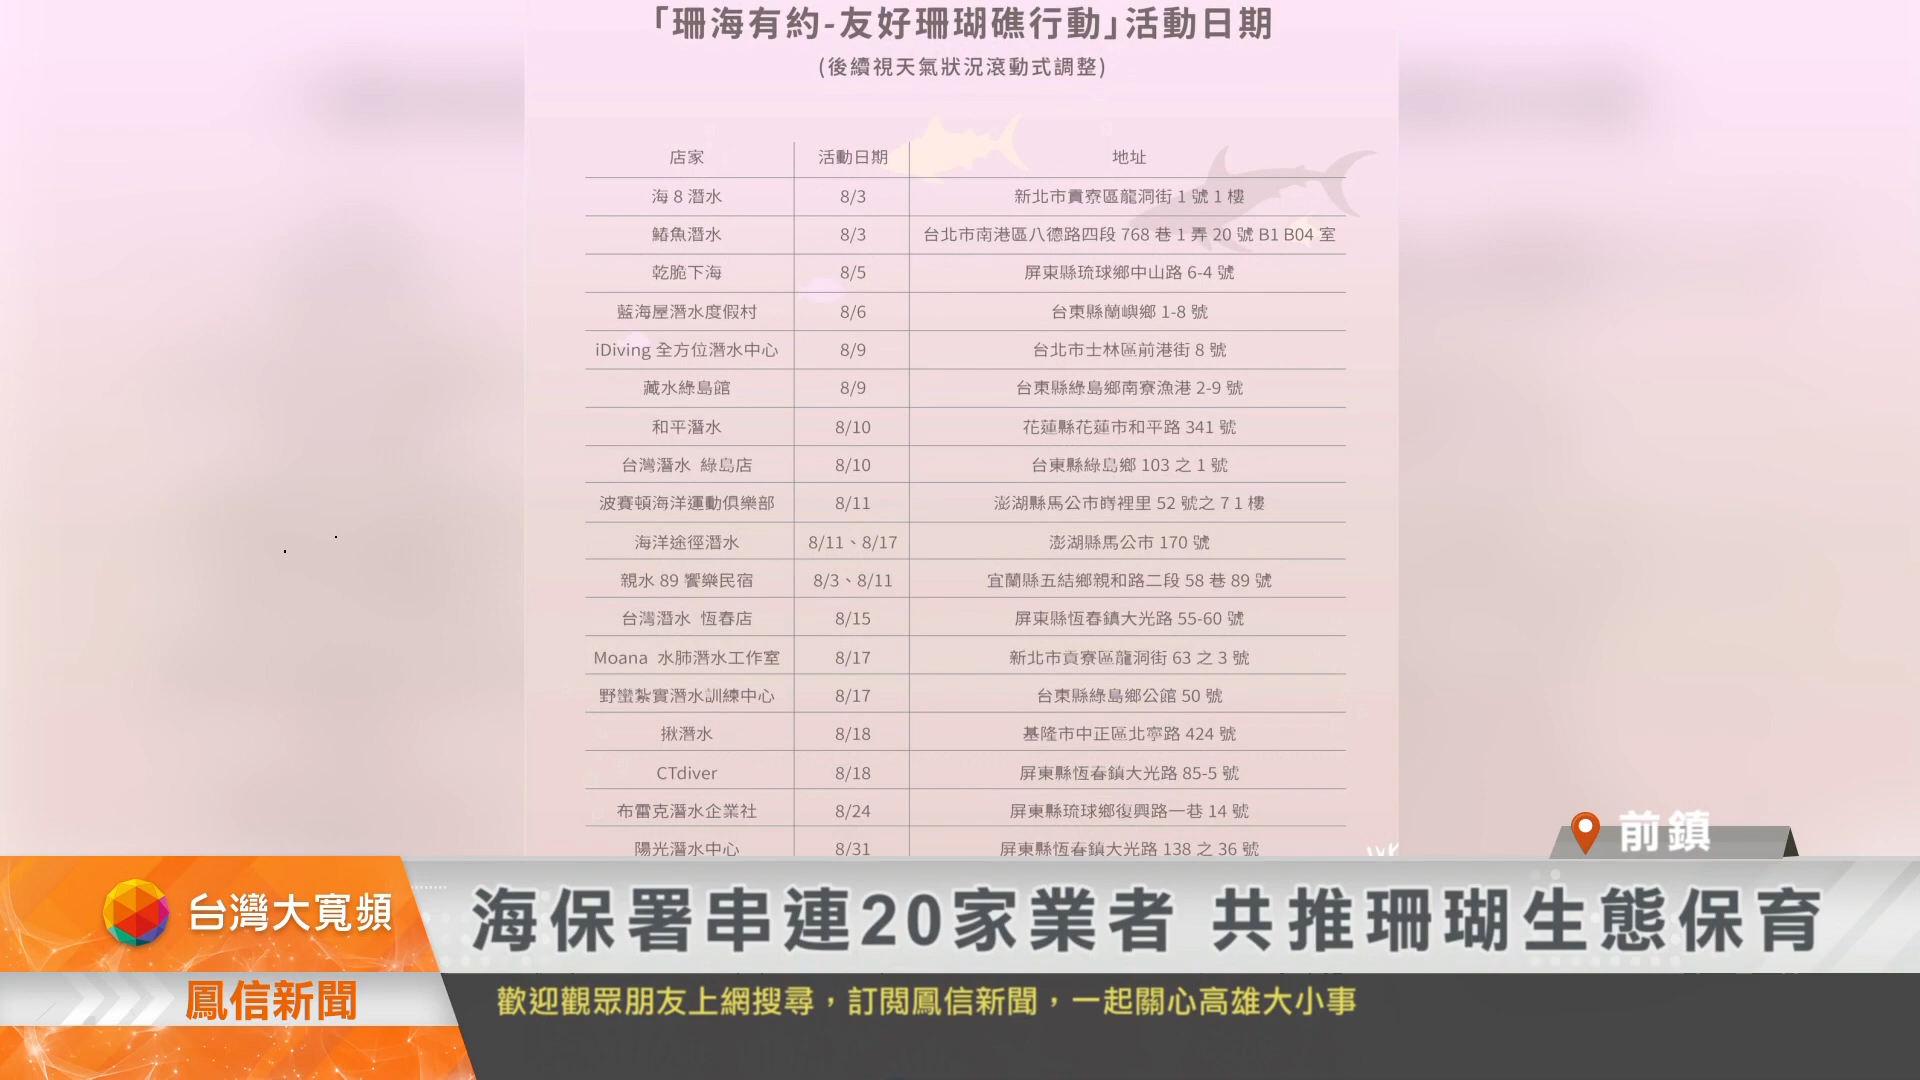 「珊海有約-友好珊瑚礁行動」活動日期
(後續視天氣狀況滾動式調整)
店家 活動日期 地址
海 8 潛水 8/3 新北市貢寮區龍洞街 1 號 1 樓
鰆魚潛水 8/3 台北市南港區八德路四段 768 巷 1 弄 20 號 B1 B04 室
乾脆下海 8/5 屏東縣琉球鄉中山路 6-4 號
藍海屋潛水度假村 8/6 台東縣蘭嶼鄉 1-8 號
iDiving 全方位潛水中心 8/9 台北市士林區前港街 8 號
藏水綠島館 8/9 台東縣綠島鄉南寮漁港 2-9 號
和平潛水 8/10 花蓮縣花蓮市和平路 341 號
台灣潛水 綠島店 8/10 台東縣綠島鄉 103 之 1 號
波賽頓海洋運動俱樂部 8/11 澎湖縣馬公市嵵裡里 52 號之 7 1 樓
海洋途徑潛水 8/11、8/17 澎湖縣馬公市 170 號
親水 89 饗樂民宿 8/3、8/11 宜蘭縣五結鄉親和路二段 58 巷 89 號
台灣潛水 恆春店 8/15 屏東縣恆春鎮大光路 55-60 號
Moana 水肺潛水工作室 8/17 新北市貢寮區龍洞街 63 之 3 號
野蠻紮實潛水訓練中心 8/17 台東縣綠島鄉公館 50 號
揪潛水 8/18 基隆市中正區北寧路 424 號
CTdiver 8/18 屏東縣恆春鎮大光路 85-5 號
布雷克潛水企業社 8/24 屏東縣琉球鄉復興路一巷 14 號
陽光潛水中心 8/31 屏東縣恆春鎮大光路 138 之 36 號
前鎮
台灣大寬頻
海保署串連20家業者 共推珊瑚生態保育
鳳信新聞
歡迎觀眾朋友上網搜尋，訂閱鳳信新聞，一起關心高雄大小事